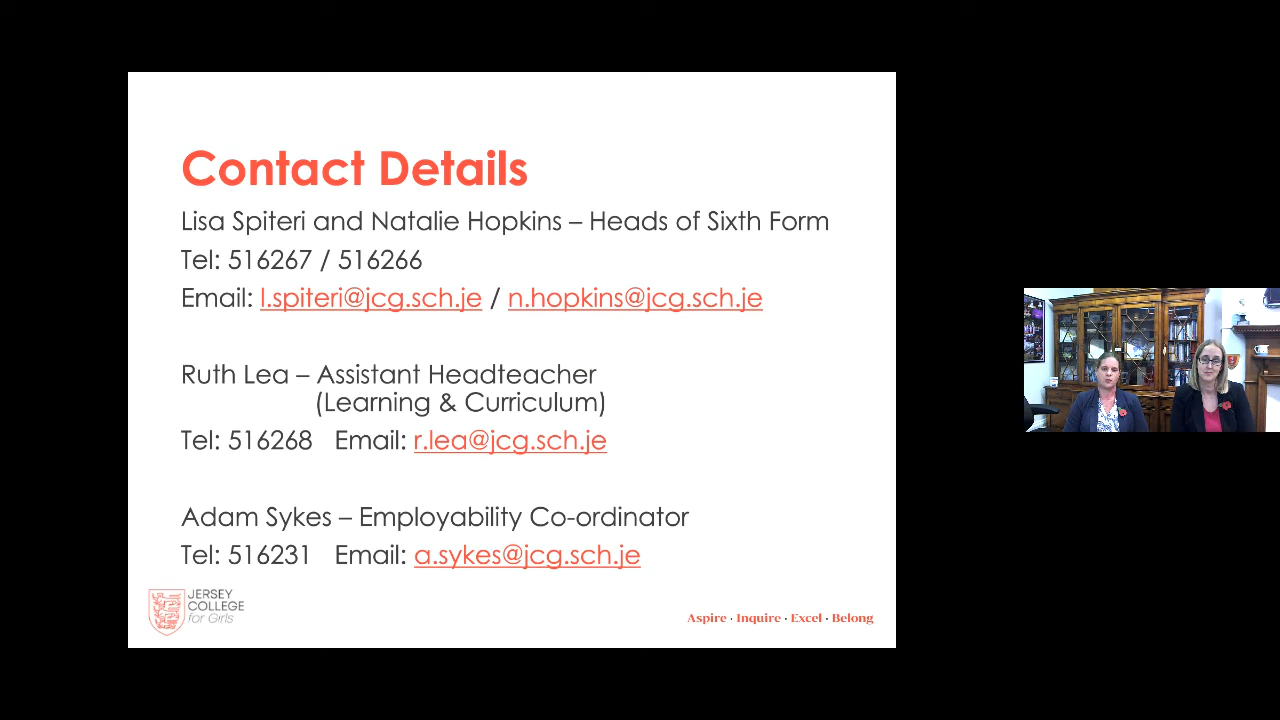 Contact Details
Lisa Spiteri and Natalie Hopkins – Heads of Sixth Form
Tel: 516267 / 516266
Email: l.spiteri@jcg.sch.je / n.hopkins@jcg.sch.je
Ruth Lea – Assistant Headteacher
(Learning & Curriculum)
Tel: 516268 Email: r.lea@jcg.sch.je
Adam Sykes – Employability Co-ordinator
Tel: 516231 Email: a.sykes@jcg.sch.je
JERSEY
COLLEGE
for Girls
Aspire · Inquire · Excel · Belong